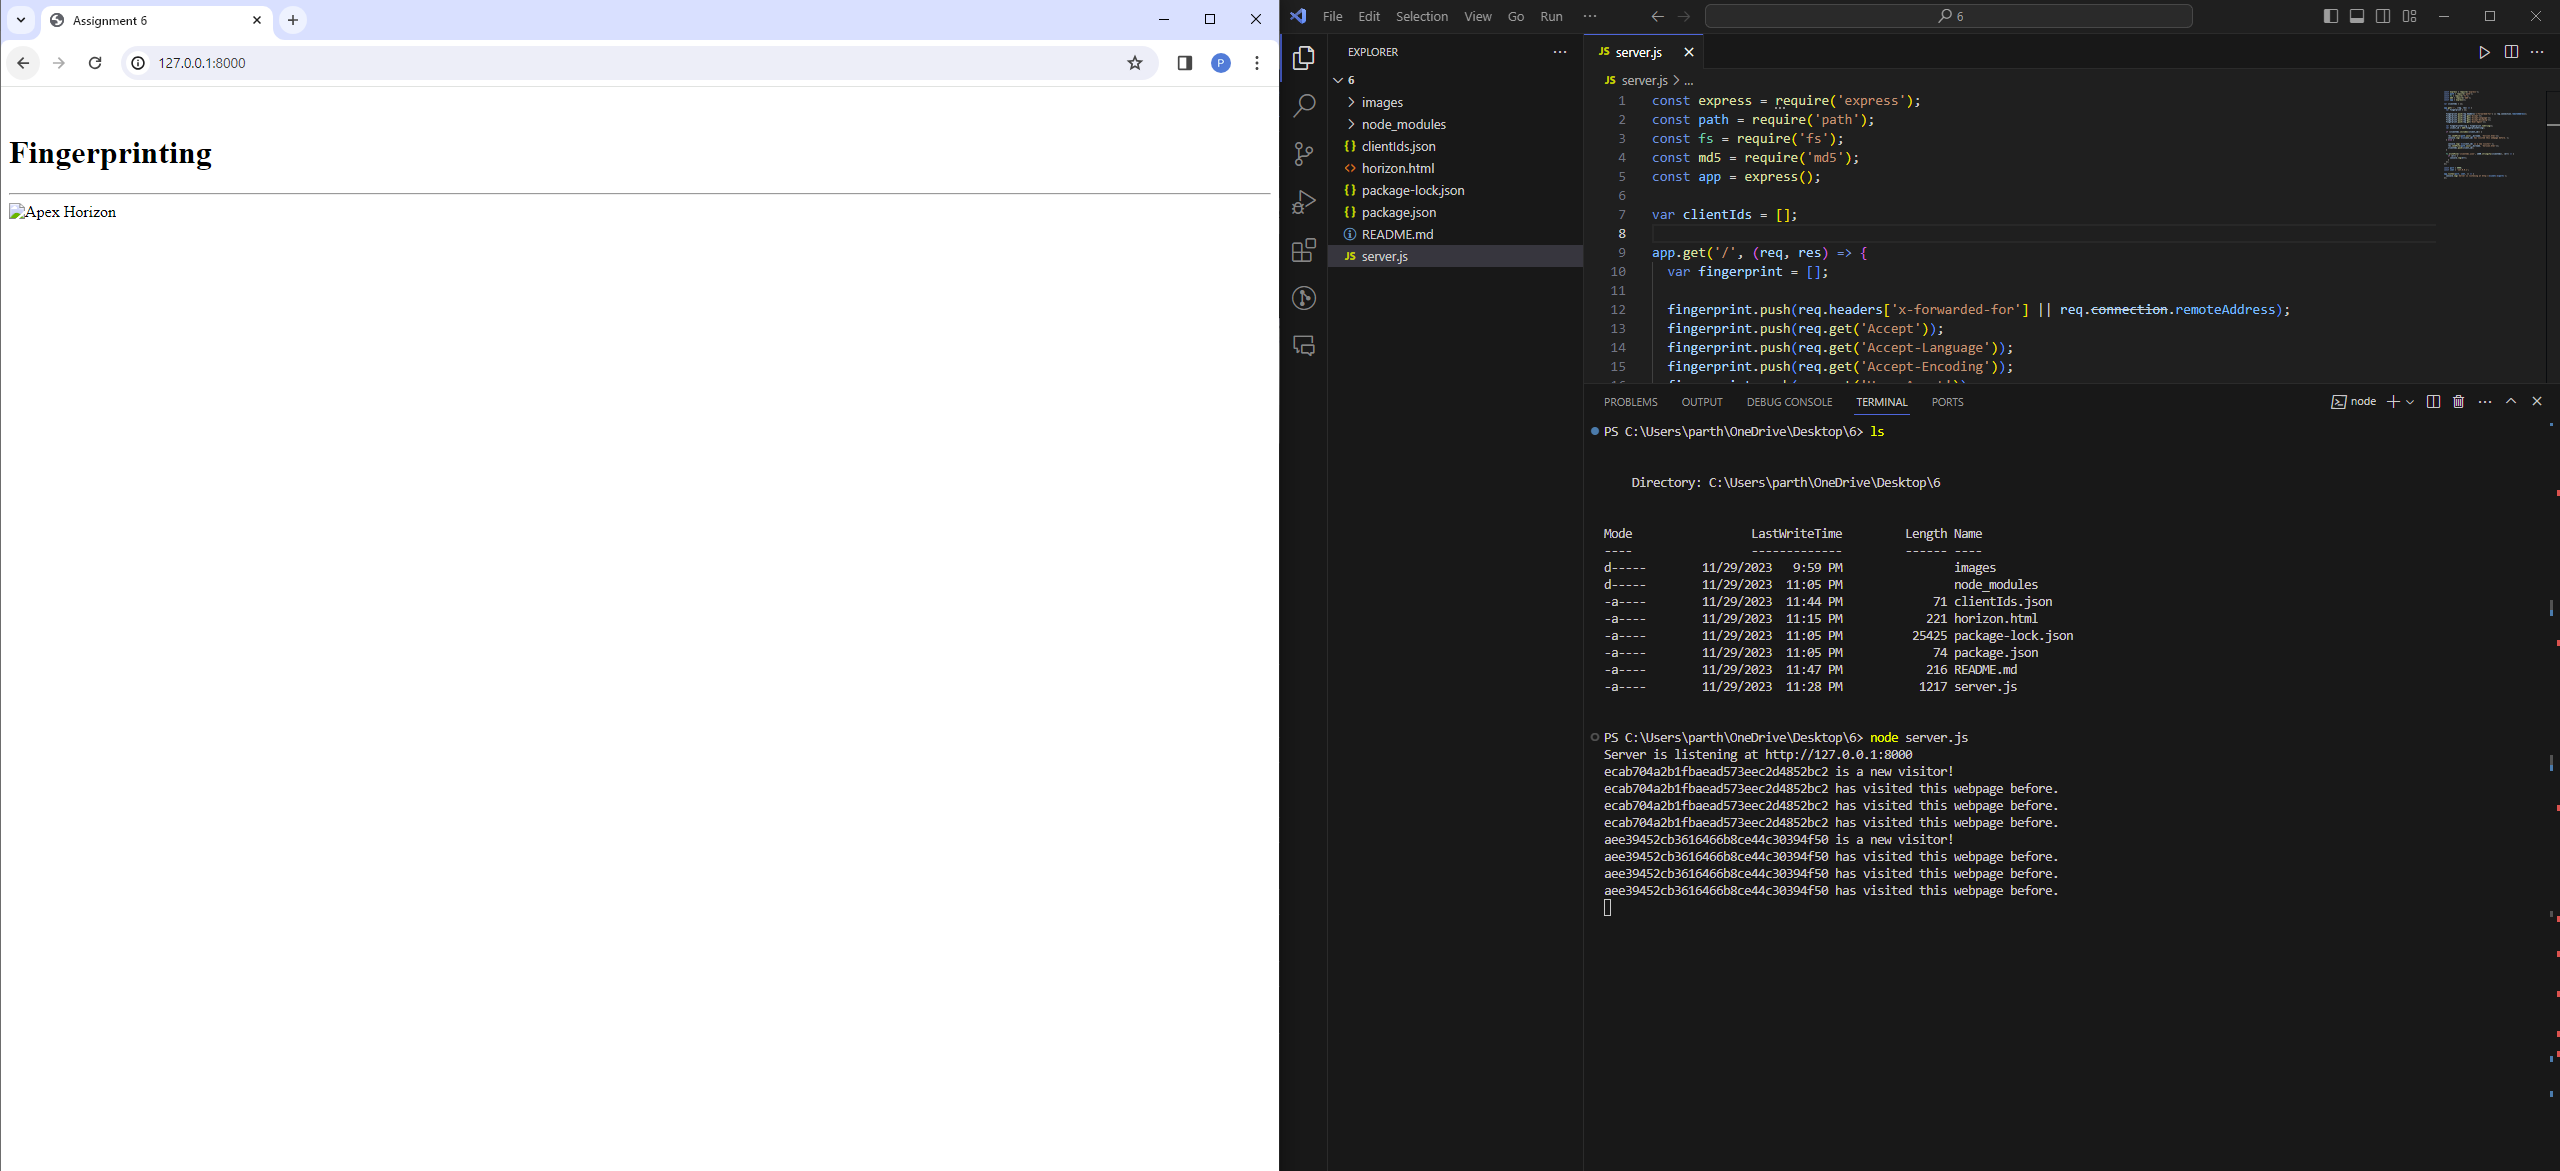 Assignment 6
127.0.0.1:8000
P
Fingerprinting
Apex Horizon
File Edit Selection View Go Run
6
EXPLORER
6
images
node_modules
clientIds.json
horizon.html
package-lock.json
package.json
README.md
JS server.js
JS server.js
JS server.js > ...
1 const express = require('express');
2 const path = require('path');
3 const fs = require('fs');
4 const md5 = require('md5');
5 const app = express();
6
7 var clientIds = [];
8
9 app.get('/', (req, res) => {
10 var fingerprint = [];
11
12 fingerprint.push(req.headers['x-forwarded-for'] || req.connection.remoteAddress);
13 fingerprint.push(req.get('Accept'));
14 fingerprint.push(req.get('Accept-Language'));
15 fingerprint.push(req.get('Accept-Encoding'));
PROBLEMS OUTPUT DEBUG CONSOLE TERMINAL PORTS
node
PS C:\Users\parth\OneDrive\Desktop\6> ls
Directory: C:\Users\parth\OneDrive\Desktop\6
Mode LastWriteTime Length Name
---- ------------- ------ ----
d----- 11/29/2023 9:59 PM images
d----- 11/29/2023 11:05 PM node_modules
-a---- 11/29/2023 11:44 PM 71 clientIds.json
-a---- 11/29/2023 11:15 PM 221 horizon.html
-a---- 11/29/2023 11:05 PM 25425 package-lock.json
-a---- 11/29/2023 11:05 PM 74 package.json
-a---- 11/29/2023 11:47 PM 216 README.md
-a---- 11/29/2023 11:28 PM 1217 server.js
PS C:\Users\parth\OneDrive\Desktop\6> node server.js
Server is listening at http://127.0.0.1:8000
ecab704a2b1fbaead573eec2d4852bc2 is a new visitor!
ecab704a2b1fbaead573eec2d4852bc2 has visited this webpage before.
ecab704a2b1fbaead573eec2d4852bc2 has visited this webpage before.
ecab704a2b1fbaead573eec2d4852bc2 has visited this webpage before.
aee39452cb3616466b8ce44c30394f50 is a new visitor!
aee39452cb3616466b8ce44c30394f50 has visited this webpage before.
aee39452cb3616466b8ce44c30394f50 has visited this webpage before.
aee39452cb3616466b8ce44c30394f50 has visited this webpage before.